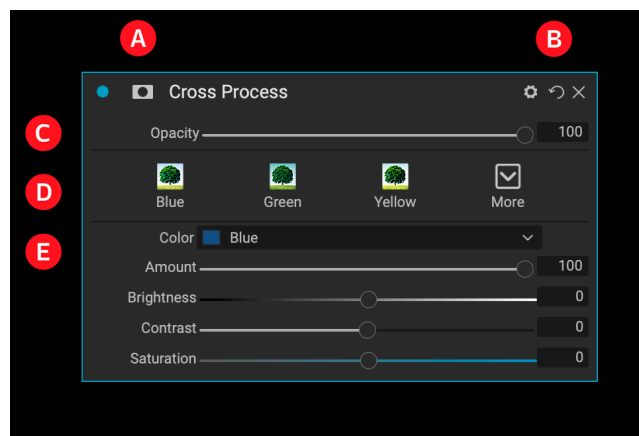 A B
Cross Process
C Opacity 100
D Blue Green Yellow More
E Color Blue
Amount 100
Brightness 0
Contrast 0
Saturation 0